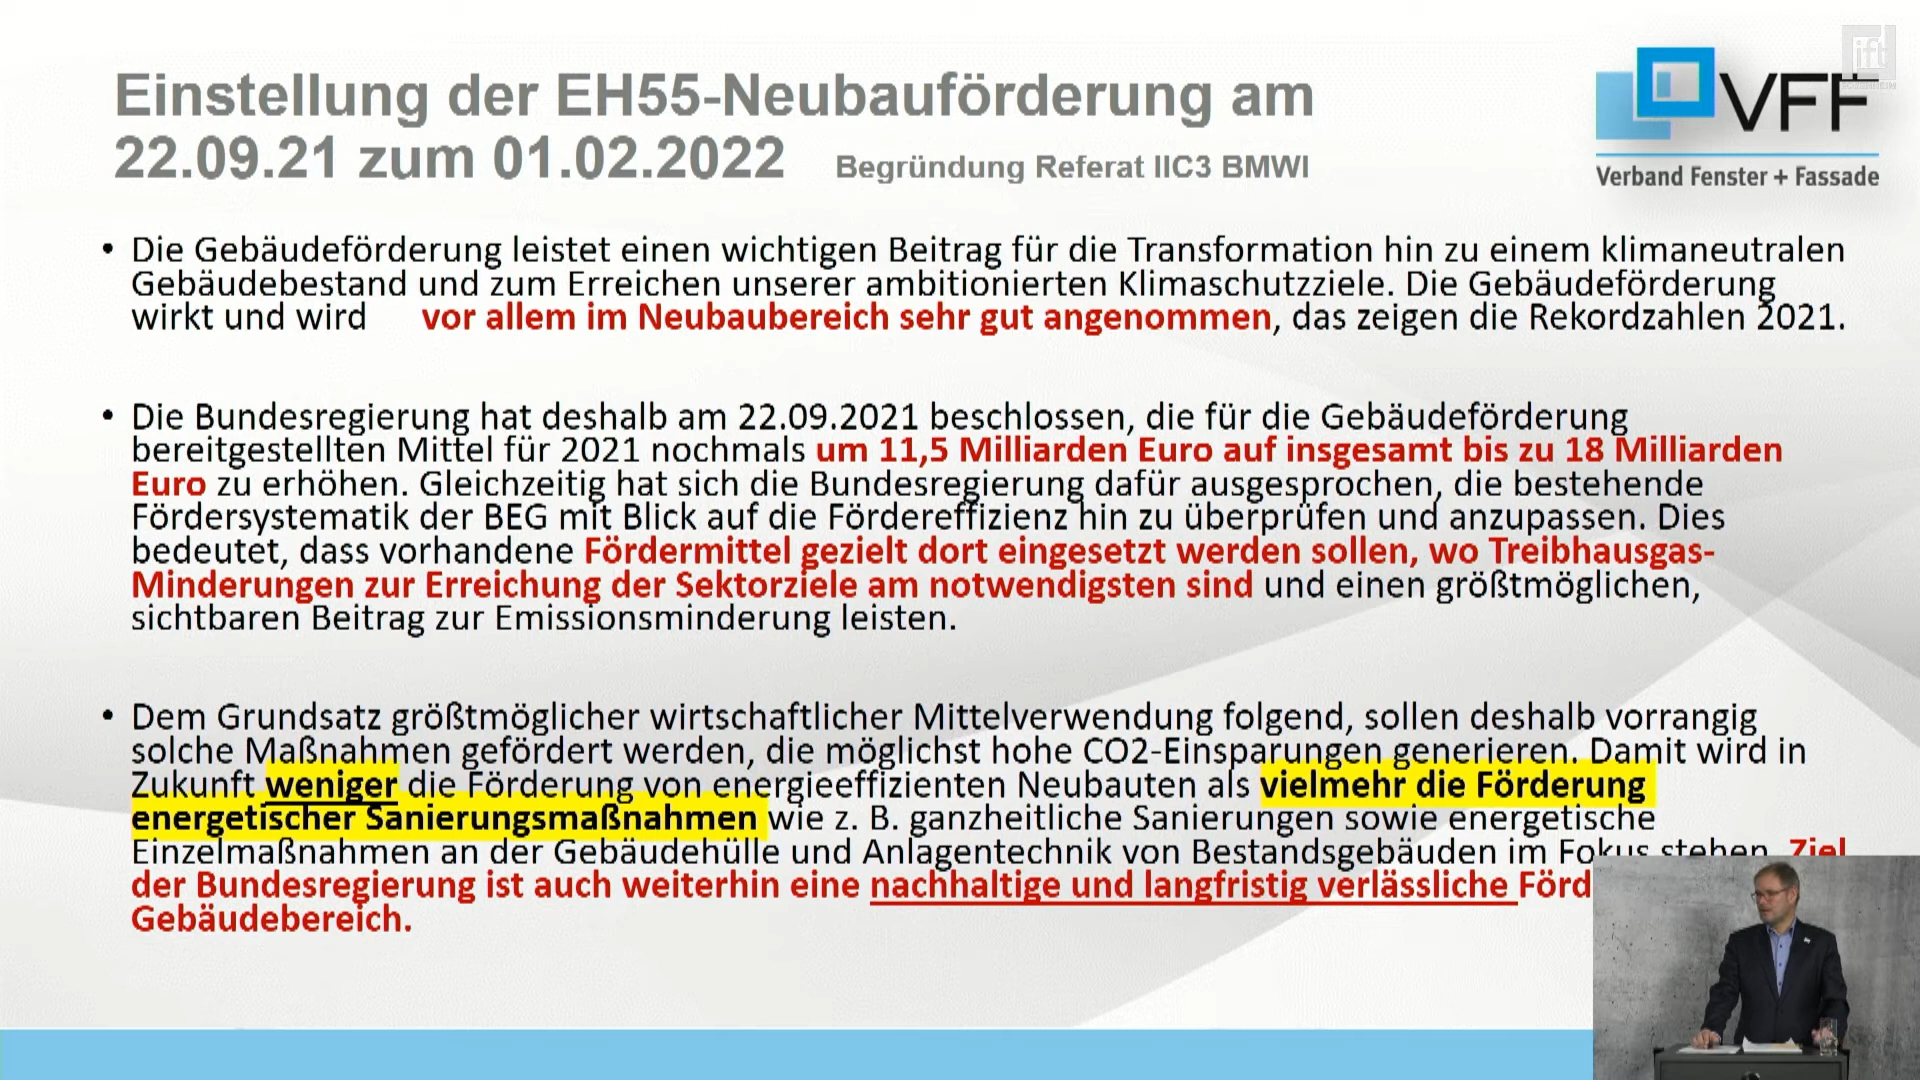 Einstellung der EH55-Neubauförderung am
22.09.21 zum 01.02.2022 Begründung Referat IIC3 BMWI
ift
VFF
Verband Fenster + Fassade
• Die Gebäudeförderung leistet einen wichtigen Beitrag für die Transformation hin zu einem klimaneutralen
Gebäudebestand und zum Erreichen unserer ambitionierten Klimaschutzziele. Die Gebäudeförderung
wirkt und wird vor allem im Neubaubereich sehr gut angenommen, das zeigen die Rekordzahlen 2021.
• Die Bundesregierung hat deshalb am 22.09.2021 beschlossen, die für die Gebäudeförderung
bereitgestellten Mittel für 2021 nochmals um 11,5 Milliarden Euro auf insgesamt bis zu 18 Milliarden
Euro zu erhöhen. Gleichzeitig hat sich die Bundesregierung dafür ausgesprochen, die bestehende
Fördersystematik der BEG mit Blick auf die Fördereffizienz hin zu überprüfen und anzupassen. Dies
bedeutet, dass vorhandene Fördermittel gezielt dort eingesetzt werden sollen, wo Treibhausgas-
Minderungen zur Erreichung der Sektorziele am notwendigsten sind und einen größtmöglichen,
sichtbaren Beitrag zur Emissionsminderung leisten.
• Dem Grundsatz größtmöglicher wirtschaftlicher Mittelverwendung folgend, sollen deshalb vorrangig
solche Maßnahmen gefördert werden, die möglichst hohe CO2-Einsparungen generieren. Damit wird in
Zukunft weniger die Förderung von energieeffizienten Neubauten als vielmehr die Förderung
energetischer Sanierungsmaßnahmen wie z. B. ganzheitliche Sanierungen sowie energetische
Einzelmaßnahmen an der Gebäudehülle und Anlagentechnik von Bestandsgebäuden im Fokus stehen. Ziel
der Bundesregierung ist auch weiterhin eine nachhaltige und langfristig verlässliche Förd
Gebäudebereich.